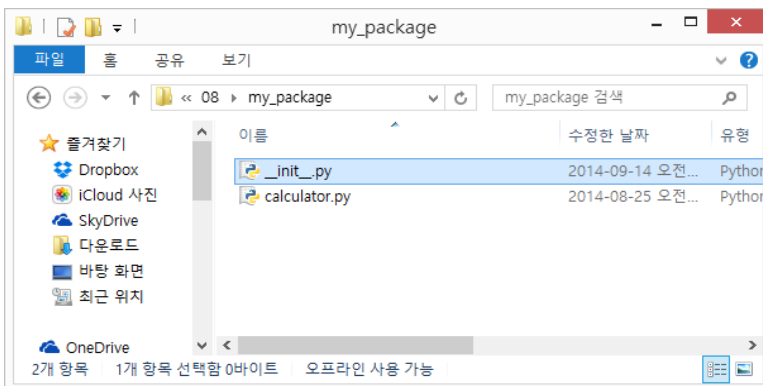 my_package
파일 홈 공유 보기
« 08 ▸ my_package my_package 검색
이름 수정한 날짜 유형
즐겨찾기
Dropbox
iCloud 사진
SkyDrive
다운로드
바탕 화면
최근 위치
OneDrive
__init__.py 2014-09-14 오전... Python
calculator.py 2014-08-25 오전... Python
2개 항목 1개 항목 선택함 0바이트 오프라인 사용 가능